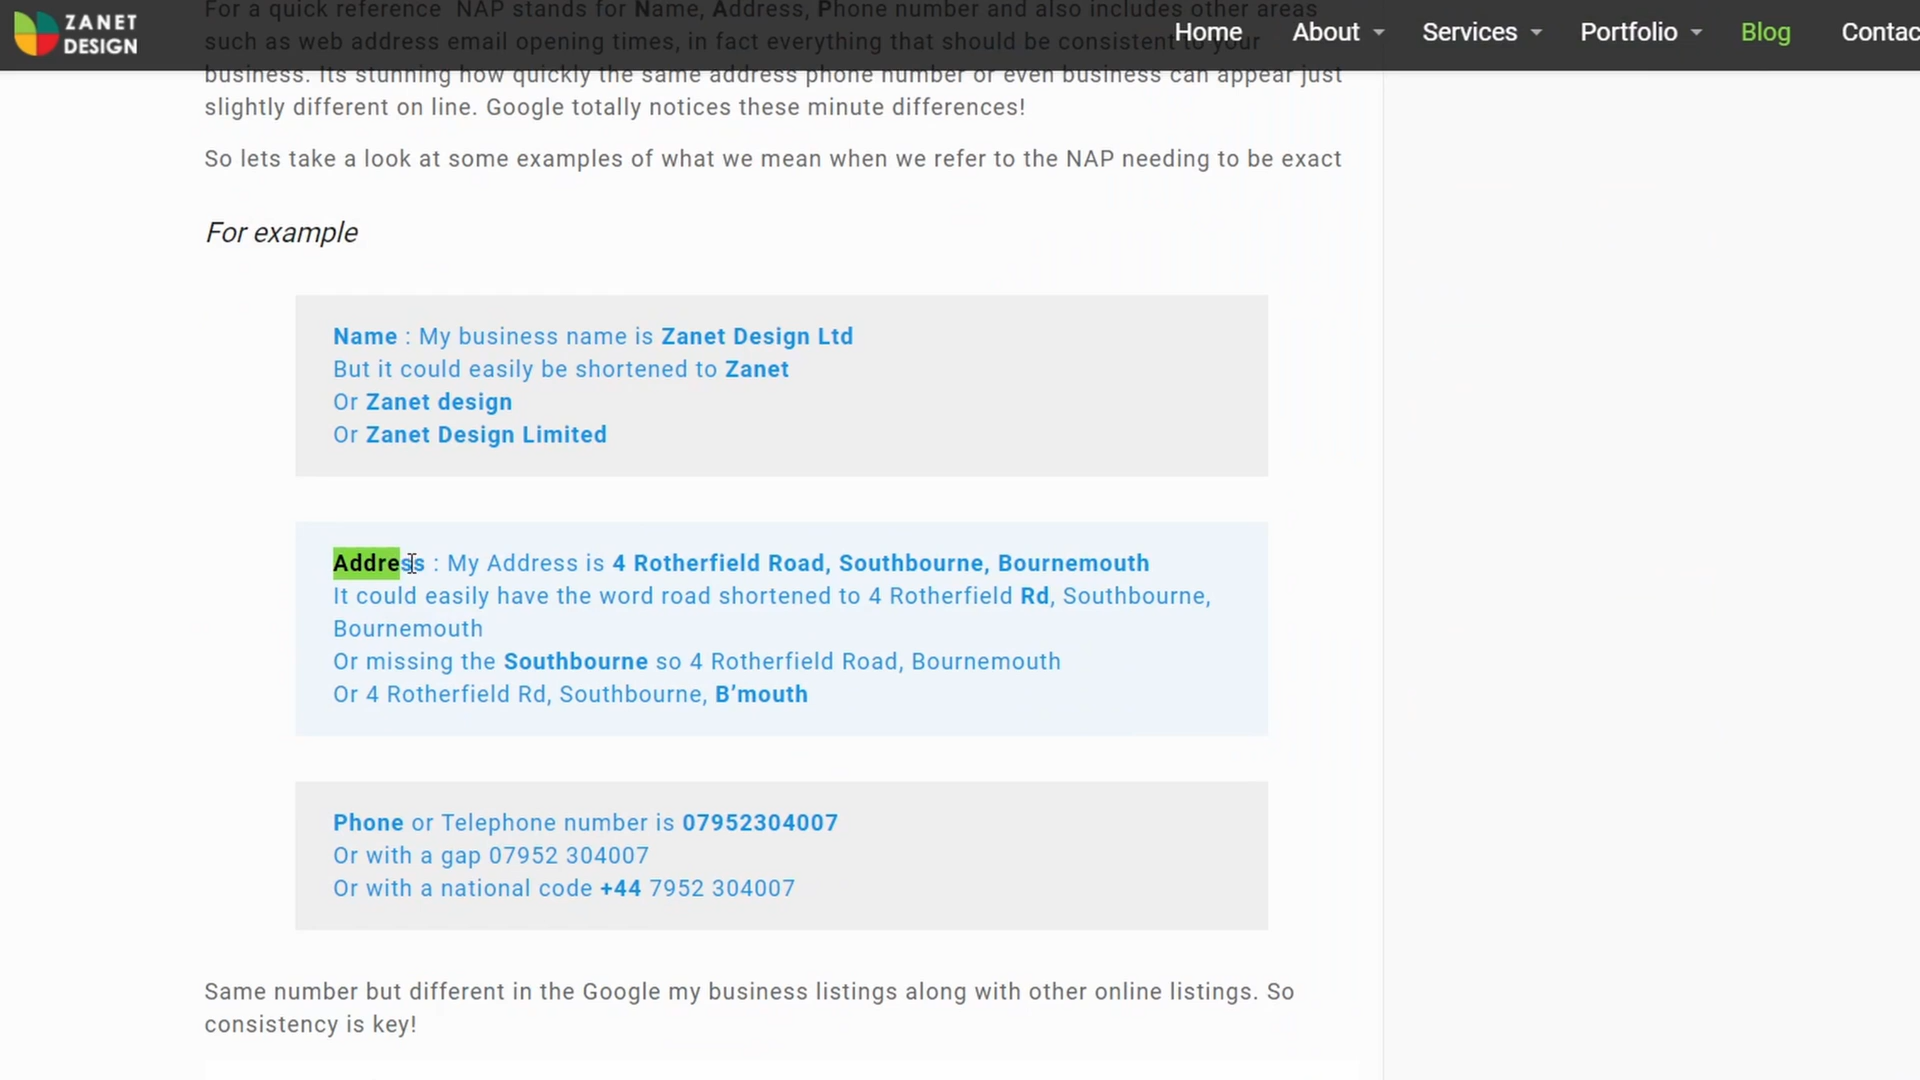 ZANET
DESIGN
Home
About
Services
Portfolio
Blog
Contac
For a quick reference NAP stands for Name, Address, Phone number and also includes other areas
such as web address email opening times, in fact everything that should be consistent to your
business. Its stunning how quickly the same address phone number or even business can appear just
slightly different on line. Google totally notices these minute differences!
So lets take a look at some examples of what we mean when we refer to the NAP needing to be exact
For example
Name : My business name is Zanet Design Ltd
But it could easily be shortened to Zanet
Or Zanet design
Or Zanet Design Limited
Address : My Address is 4 Rotherfield Road, Southbourne, Bournemouth
It could easily have the word road shortened to 4 Rotherfield Rd, Southbourne,
Bournemouth
Or missing the Southbourne so 4 Rotherfield Road, Bournemouth
Or 4 Rotherfield Rd, Southbourne, B’mouth
Phone or Telephone number is 07952304007
Or with a gap 07952 304007
Or with a national code +44 7952 304007
Same number but different in the Google my business listings along with other online listings. So
consistency is key!